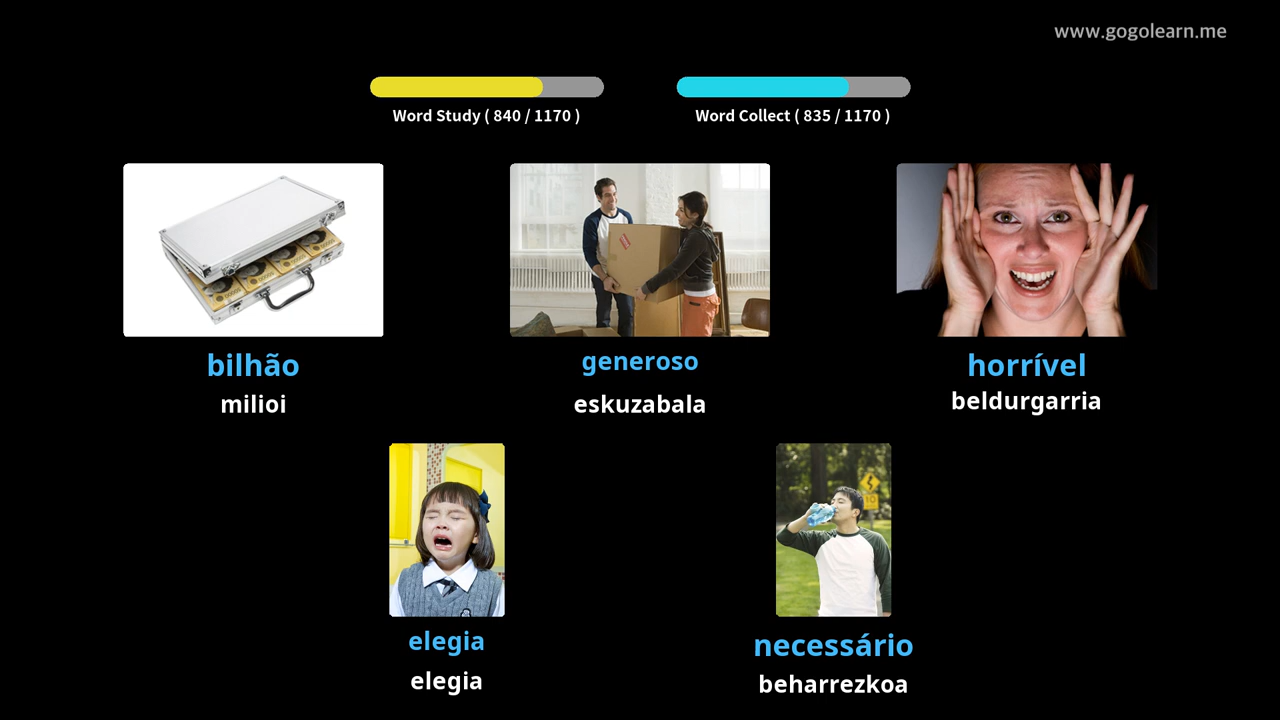 www.gogolearn.me
Word Study ( 840 / 1170 )
Word Collect ( 835 / 1170 )
bilhão
milioi
generoso
eskuzabala
horrível
beldurgarria
elegia
elegia
necessário
beharrezkoa